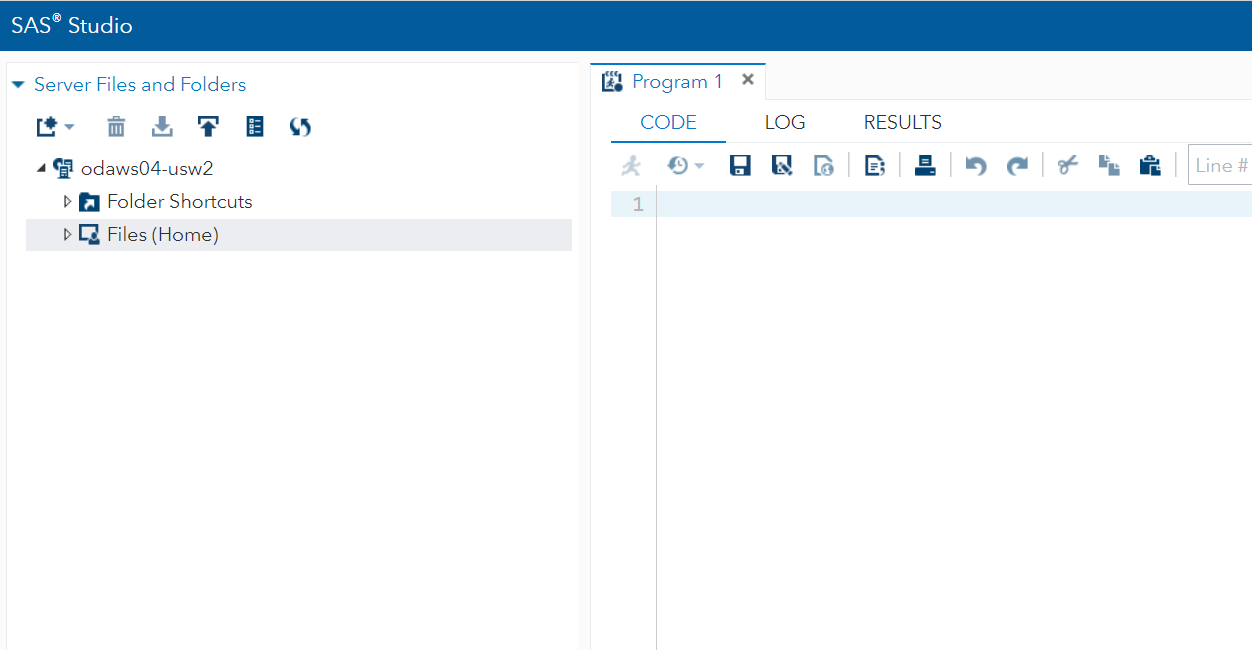 SAS® Studio
Server Files and Folders
odaws04-usw2
Folder Shortcuts
Files (Home)
Program 1
CODE LOG RESULTS
Line #
1